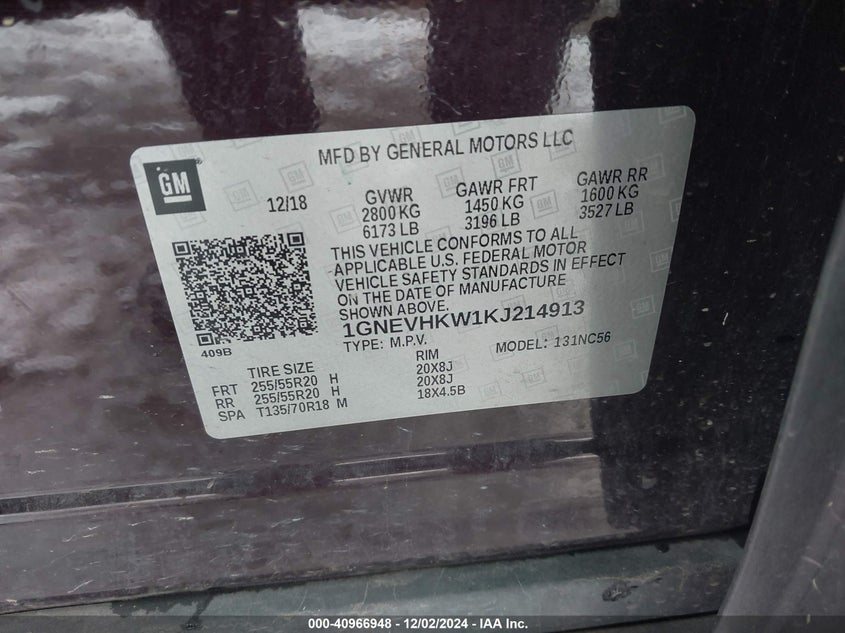 MFD BY GENERAL MOTORS LLC
GM
12/18
GVWR
2800 KG
6173 LB
GAWR FRT
1450 KG
3196 LB
GAWR RR
1600 KG
3527 LB
THIS VEHICLE CONFORMS TO ALL
APPLICABLE U.S. FEDERAL MOTOR
VEHICLE SAFETY STANDARDS IN EFFECT
ON THE DATE OF MANUFACTURE
SHOWN ABOVE.
1GNEVHKW1KJ214913
TYPE: M.P.V. MODEL: 131NC56
409B
TIRE SIZE RIM
FRT 255/55R20 H 20X8J
RR 255/55R20 H 20X8J
SPA T135/70R18 M 18X4.5B
000-40966948 - 12/02/2024 - IAA Inc.